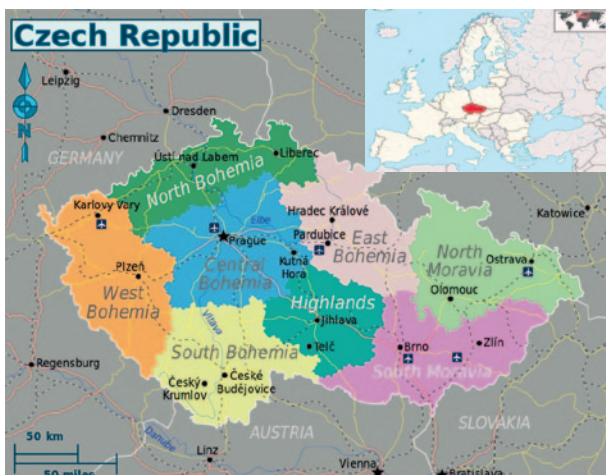 Czech Republic
Leipzig
Dresden
N
Chemnitz
GERMANY
Ústí nad Labem
Liberec
North Bohemia
Karlovy Vary
Hradec Králové
Katowice
Elbe
Prague
Pardubice
East
Bohemia
North
Moravia
Ostrava
Kutná
Hora
Plzeň
Central
Bohemia
West
Bohemia
Olomouc
Highlands
Vltava
Jihlava
South Bohemia
Telč
Brno
Zlín
South Moravia
Regensburg
Český
Krumlov
České
Budějovice
SLOVAKIA
AUSTRIA
50 km
50 miles
Danube
Linz
Vienna
Bratislava